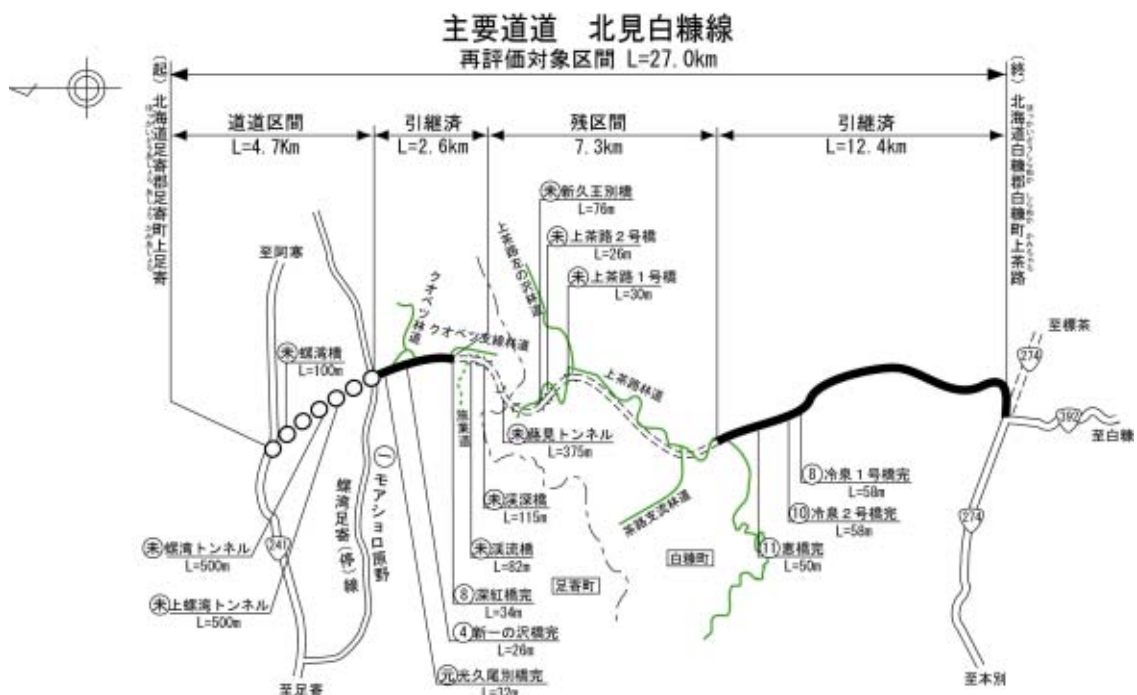 主要道道　北見白糠線
再評価対象区間 L=27.0km
(起) 北海道足寄郡足寄町上足寄
(終) 北海道白糠郡白糠町上茶路
道道区間
L=4.7Km
引継済
L=2.6km
残区間
7.3km
引継済
L=12.4km
未 新久王別橋
L=76m
未 上茶路２号橋
L=26m
未 上茶路１号橋
L=30m
上茶路左の沢林道
至阿寒
クオベツ林道
クオベツ支線林道
至標茶
274
未 螺湾橋
L=100m
上茶路林道
392
至白糠
施業道
未 藤見トンネル
L=375m
⑧ 冷泉１号橋完
L=58m
⑩ 冷泉２号橋完
L=58m
未 渓深橋
L=115m
茶路支流林道
274
一 モアショロ原野
螺湾足寄(停)線
241
未 螺湾トンネル
L=500m
未 渓流橋
L=82m
白糠町
⑪ 恵橋完
L=50m
足寄町
⑧ 深紅橋完
L=34m
未 上螺湾トンネル
L=500m
④ 新一の沢橋完
L=26m
元 光久尾別橋完
L=32m
至足寄
至本別